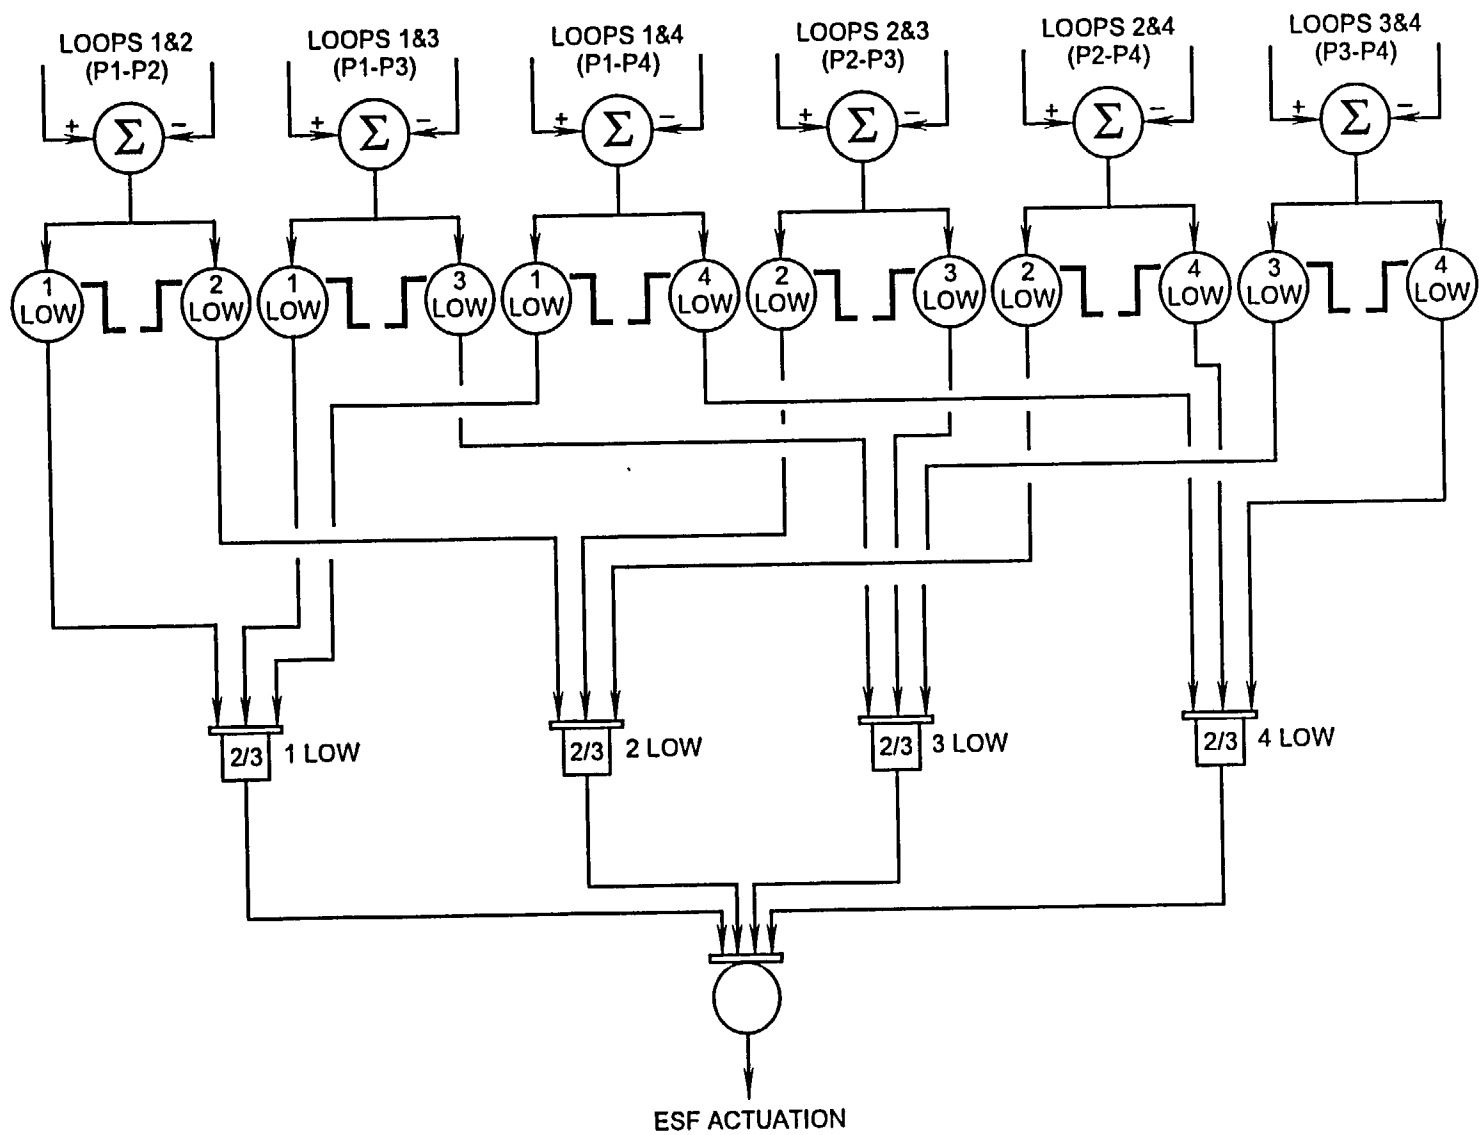 LOOPS 1&2
(P1-P2)
LOOPS 1&3
(P1-P3)
LOOPS 1&4
(P1-P4)
LOOPS 2&3
(P2-P3)
LOOPS 2&4
(P2-P4)
LOOPS 3&4
(P3-P4)
+ Σ −
+ Σ −
+ Σ −
+ Σ −
+ Σ −
+ Σ −
1
LOW
2
LOW
1
LOW
3
LOW
1
LOW
4
LOW
2
LOW
3
LOW
2
LOW
4
LOW
3
LOW
4
LOW
2/3 1 LOW
2/3 2 LOW
2/3 3 LOW
2/3 4 LOW
ESF ACTUATION